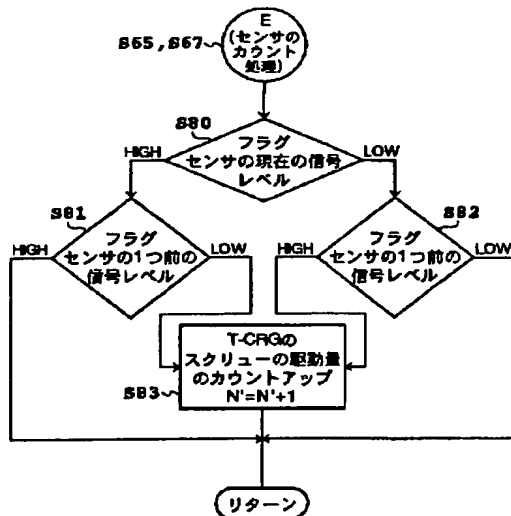 E
(センサの
カウント
処理)
S65,S67
S80
フラグ
センサの現在の信号
レベル
HIGH
LOW
S81
フラグ
センサの1つ前の
信号レベル
HIGH
LOW
S82
フラグ
センサの1つ前の
信号レベル
HIGH
LOW
T-CRGの
スクリューの駆動量
のカウントアップ
N'=N'+1
S83
リターン